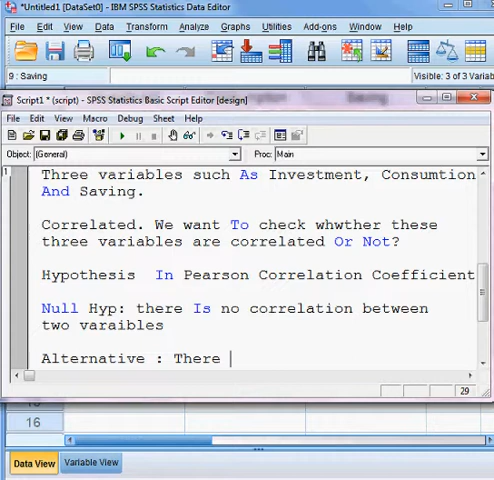 *Untitled1 [DataSet0] - IBM SPSS Statistics Data Editor
File Edit View Data Transform Analyze Graphs Utilities Add-ons Window Help
9 : Saving Visible: 3 of 3 Variab
Saving
Script1 * (script) - SPSS Statistics Basic Script Editor [design]
File Edit View Macro Debug Sheet Help
Object: (General) Proc: Main
1
Three variables such As Investment, Consumtion
And Saving.
Correlated. We want To check whwther these
three variables are correlated Or Not?
Hypothesis In Pearson Correlation Coefficient
Null Hyp: there Is no correlation between
two varaibles
Alternative : There
29
16
Data View Variable View